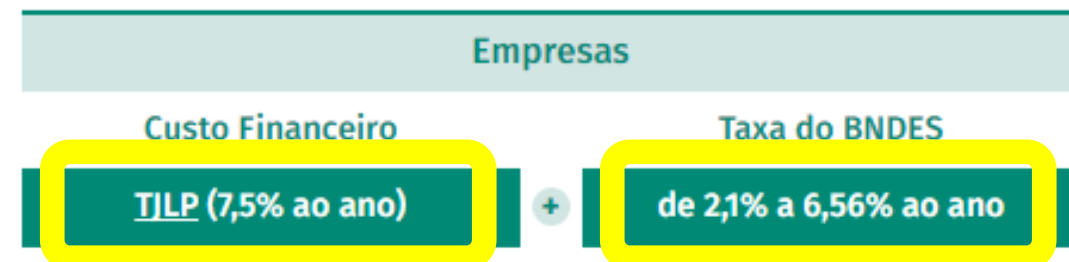 Empresas
Custo Financeiro
Taxa do BNDES
TJLP (7,5% ao ano)
+
de 2,1% a 6,56% ao ano